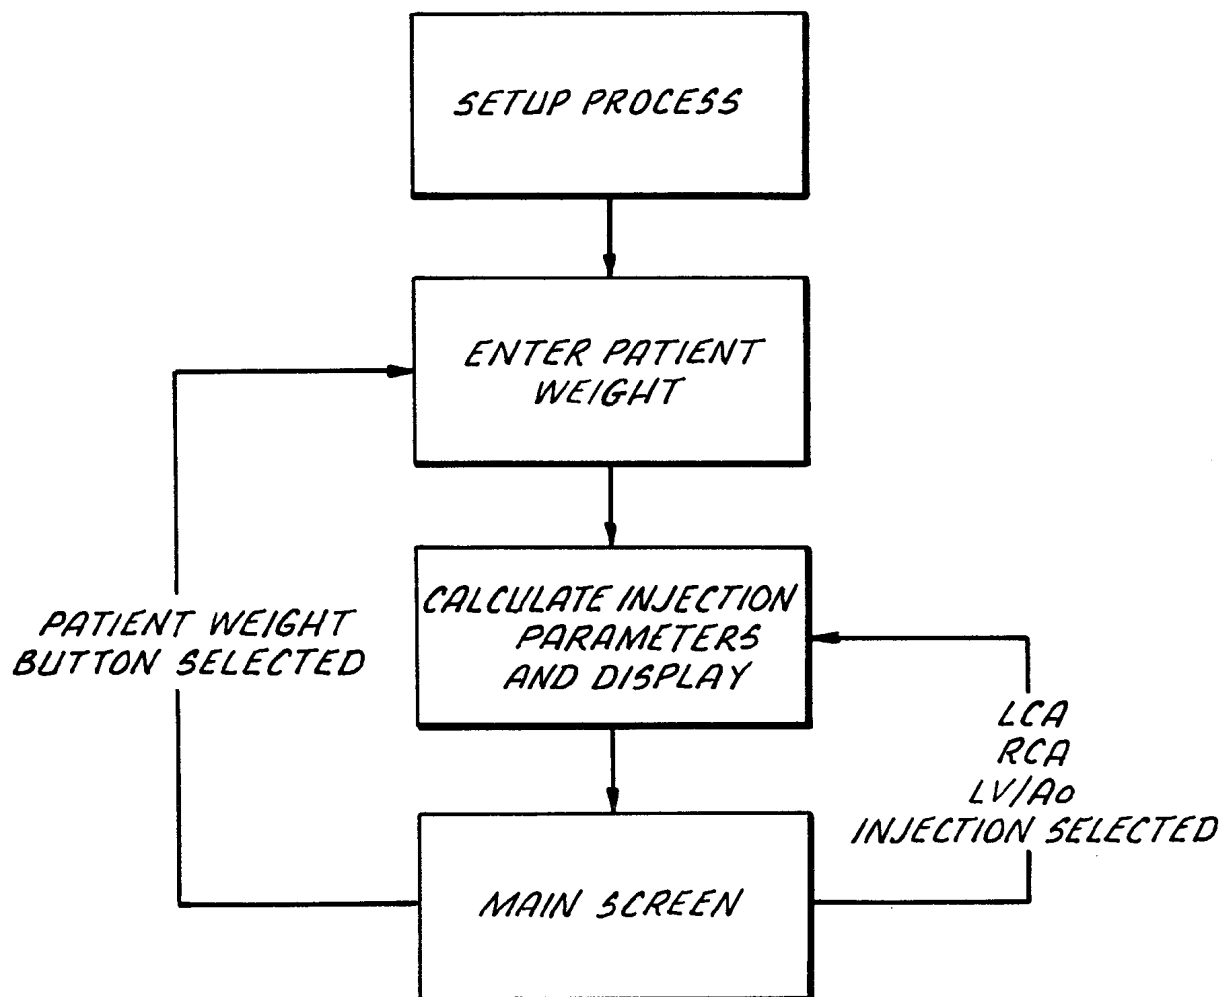 SETUP PROCESS
ENTER PATIENT
WEIGHT
CALCULATE INJECTION
PARAMETERS
AND DISPLAY
PATIENT WEIGHT
BUTTON SELECTED
LCA
RCA
LV/Ao
INJECTION SELECTED
MAIN SCREEN